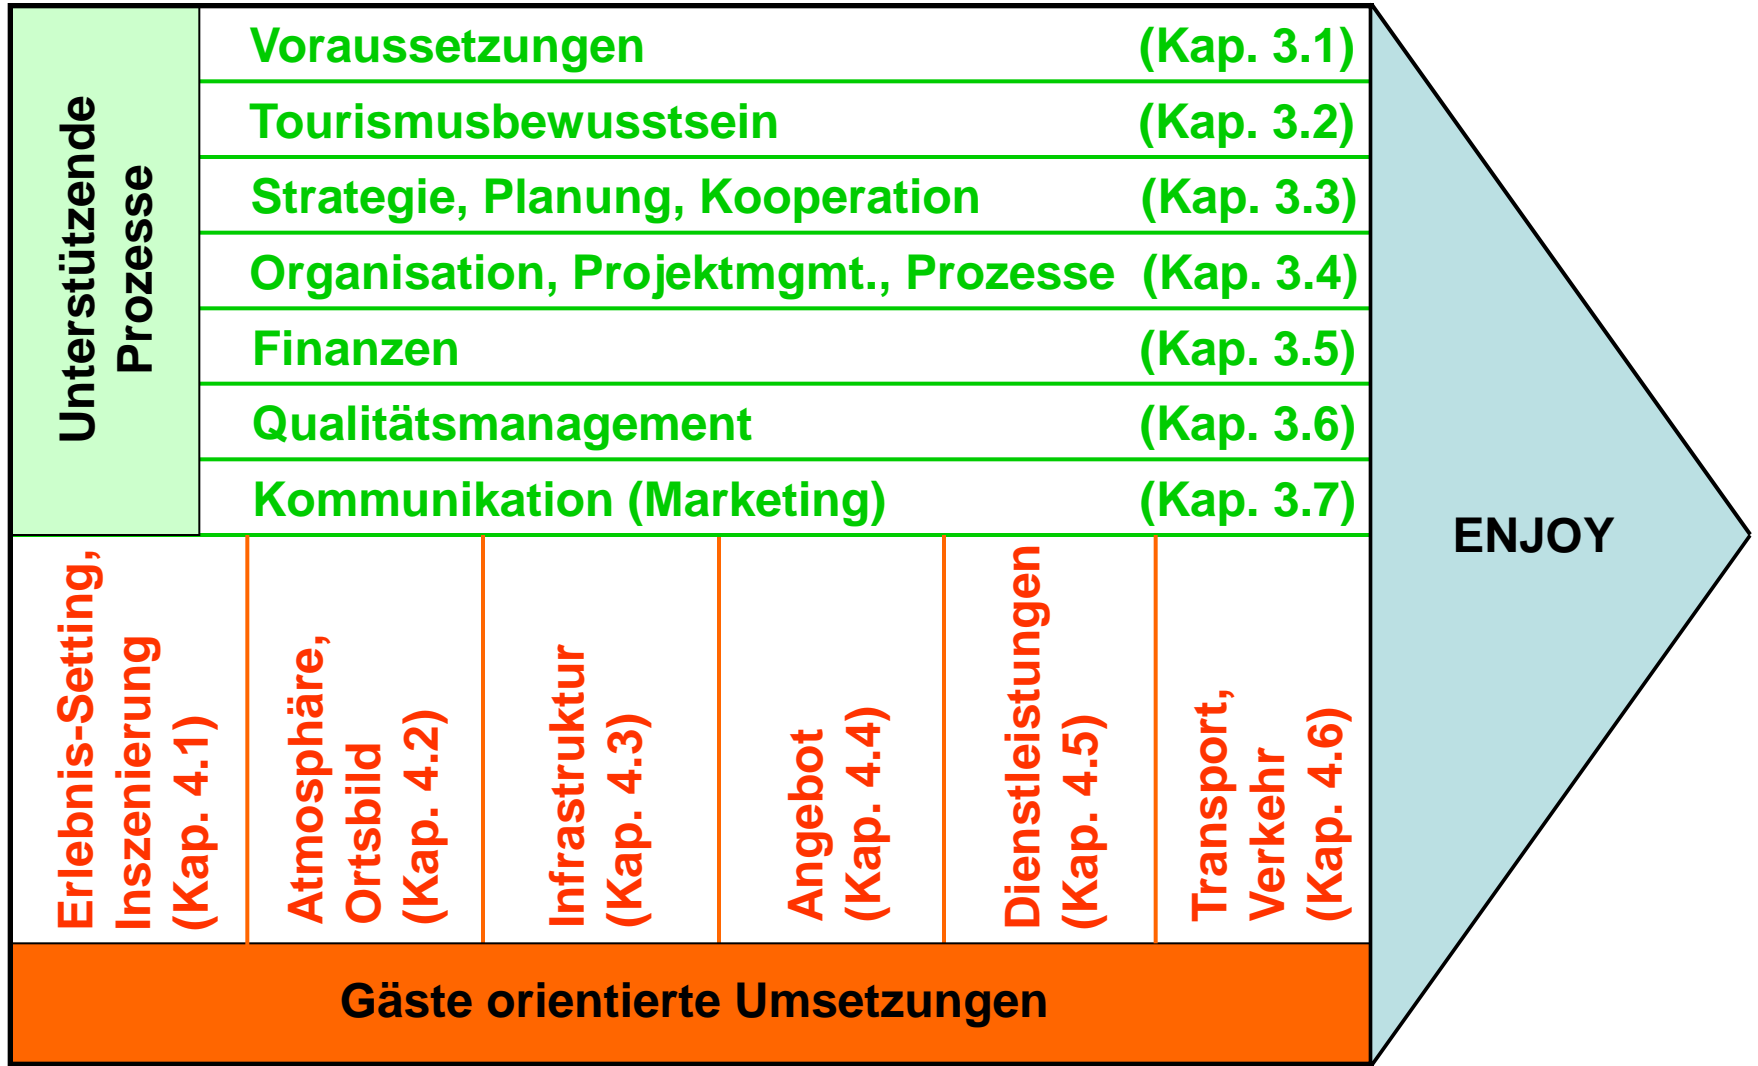 Unterstützende
Prozesse
Voraussetzungen (Kap. 3.1)
Tourismusbewusstsein (Kap. 3.2)
Strategie, Planung, Kooperation (Kap. 3.3)
Organisation, Projektmgmt., Prozesse (Kap. 3.4)
Finanzen (Kap. 3.5)
Qualitätsmanagement (Kap. 3.6)
Kommunikation (Marketing) (Kap. 3.7)
Erlebnis-Setting,
Inszenierung
(Kap. 4.1)
Atmosphäre,
Ortsbild
(Kap. 4.2)
Infrastruktur
(Kap. 4.3)
Angebot
(Kap. 4.4)
Dienstleistungen
(Kap. 4.5)
Transport,
Verkehr
(Kap. 4.6)
Gäste orientierte Umsetzungen
ENJOY